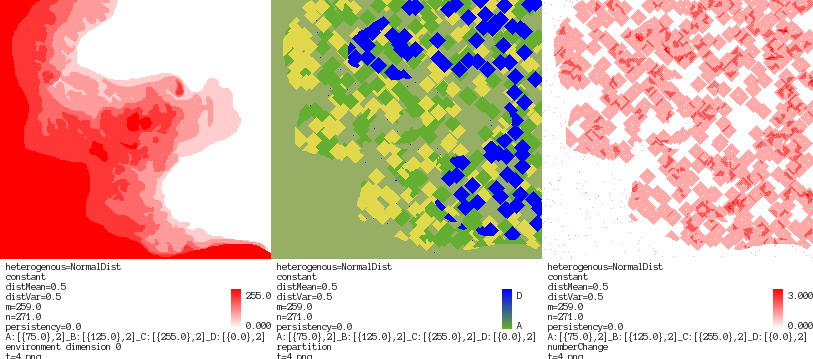 heterogenous=NormalDist
constant
distMean=0.5
distVar=0.5
m=259.0
n=271.0
persistency=0.0
A:[{75.0},2]_B:[{125.0},2]_C:[{255.0},2]_D:[{0.0},2]
environment dimension 0
t=4.png
255.0
0.000
heterogenous=NormalDist
constant
distMean=0.5
distVar=0.5
m=259.0
n=271.0
persistency=0.0
A:[{75.0},2]_B:[{125.0},2]_C:[{255.0},2]_D:[{0.0},2]
repartition
t=4.png
D
A
heterogenous=NormalDist
constant
distMean=0.5
distVar=0.5
m=259.0
n=271.0
persistency=0.0
A:[{75.0},2]_B:[{125.0},2]_C:[{255.0},2]_D:[{0.0},2]
numberChange
t=4.png
3.000
0.000